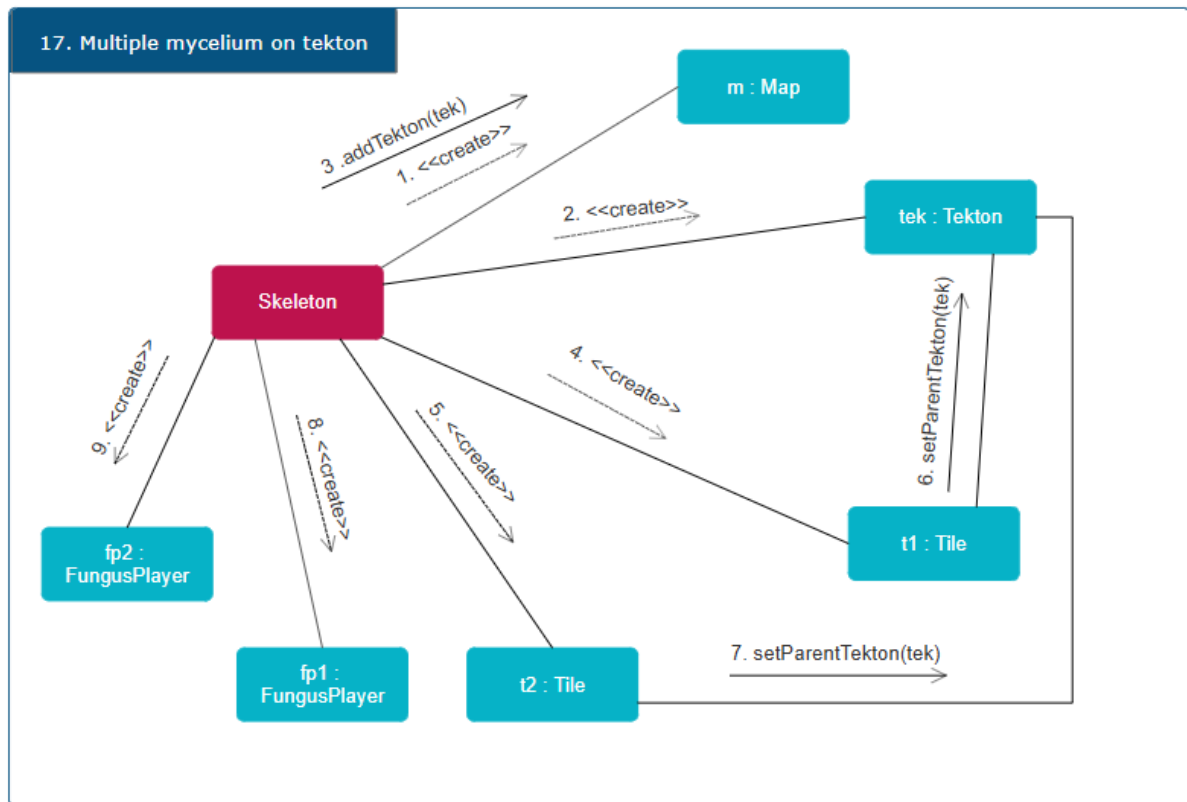 17. Multiple mycelium on tekton
m : Map
3 .addTekton(tek)
1. <<create>>
2. <<create>>
tek : Tekton
Skeleton
9. <<create>>
8. <<create>>
5. <<create>>
4. <<create>>
6. setParentTekton(tek)
fp2 :
FungusPlayer
t1 : Tile
fp1 :
FungusPlayer
t2 : Tile
7. setParentTekton(tek)